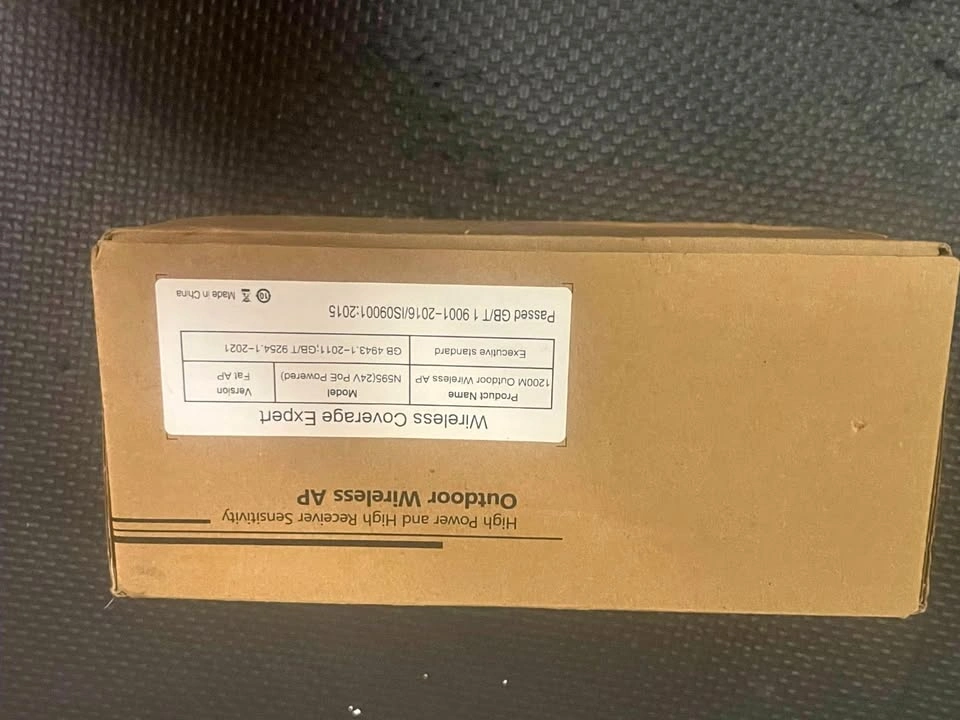 High Power and High Receiver Sensitivity
Outdoor Wireless AP
Wireless Coverage Expert
Product Name Model Version
1200M Outdoor Wireless AP N595(24V PoE Powered) Fat AP
Executive standard GB 4943.1-2011;GB/T 9254.1-2021
Passed GB/T 1 9001-2016/ISO9001:2015
10 Made in China